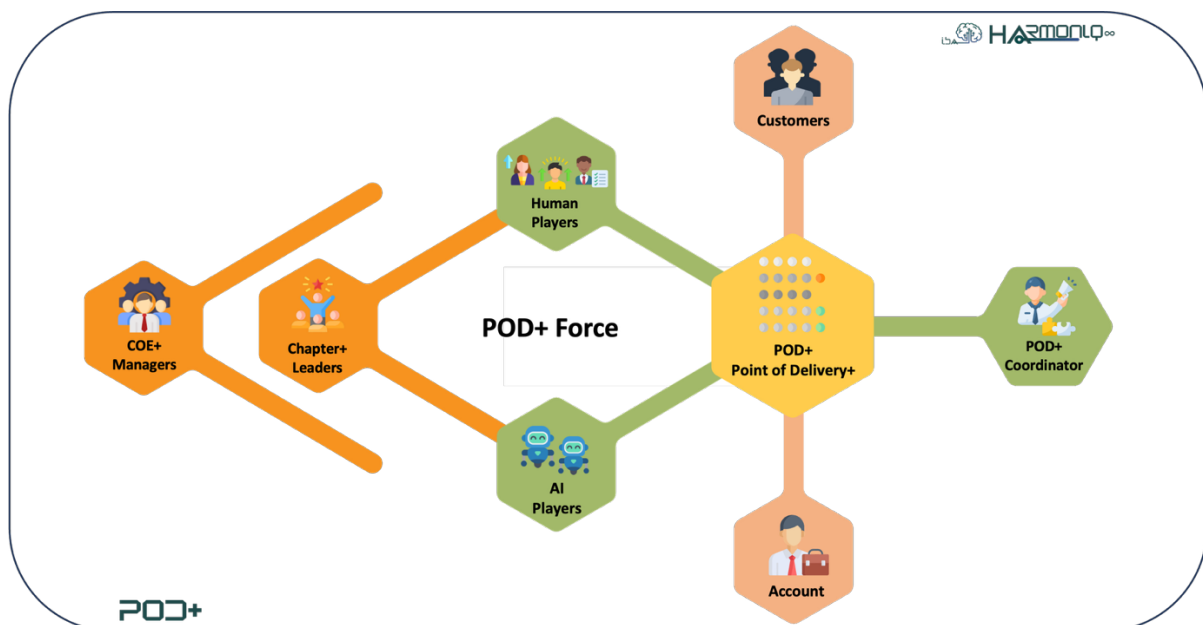 HARMONIQ∞
Customers
Human
Players
COE+
Managers
Chapter+
Leaders
POD+ Force
POD+
Point of Delivery+
POD+
Coordinator
AI
Players
Account
POD+